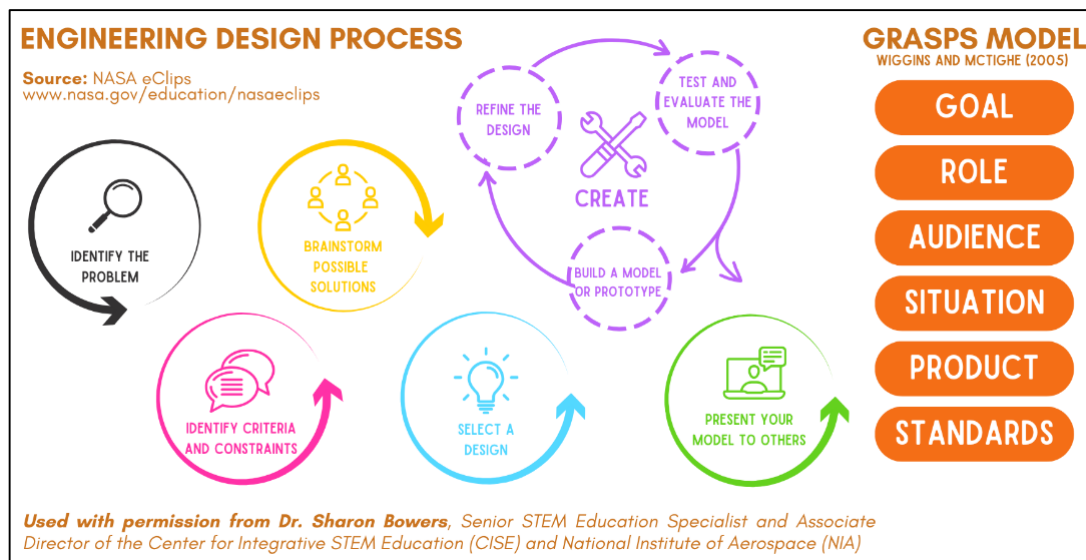 ENGINEERING DESIGN PROCESS
Source: NASA eClips
www.nasa.gov/education/nasaeclips
IDENTIFY THE
PROBLEM
IDENTIFY CRITERIA
AND CONSTRAINTS
BRAINSTORM
POSSIBLE
SOLUTIONS
SELECT A
DESIGN
CREATE
BUILD A MODEL
OR PROTOTYPE
REFINE THE
DESIGN
TEST AND
EVALUATE THE
MODEL
PRESENT YOUR
MODEL TO OTHERS
GRASPS MODEL
WIGGINS AND MCTIGHE (2005)
GOAL
ROLE
AUDIENCE
SITUATION
PRODUCT
STANDARDS
Used with permission from Dr. Sharon Bowers, Senior STEM Education Specialist and Associate
Director of the Center for Integrative STEM Education (CISE) and National Institute of Aerospace (NIA)